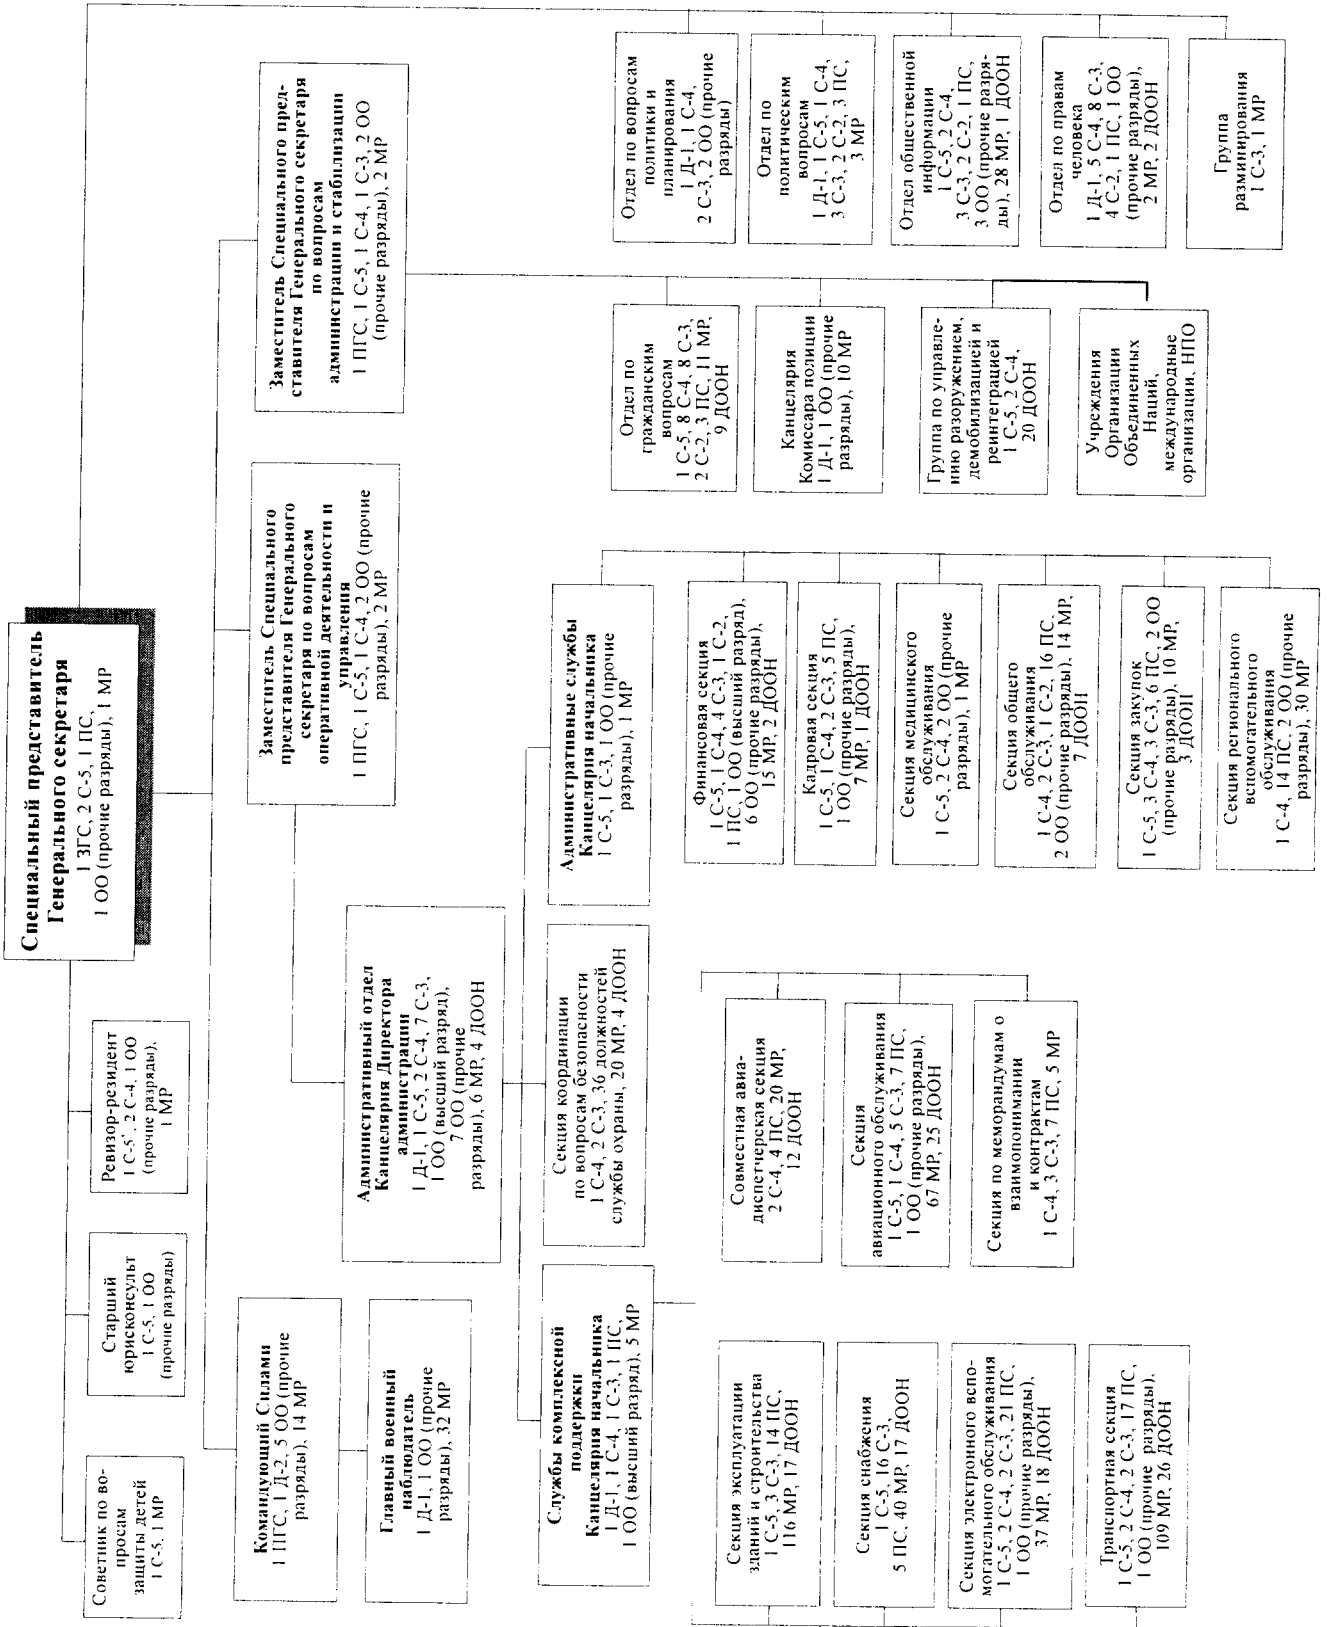 Специальный представитель
Генерального секретаря
1 ЗГС, 2 С-5, 1 ПС,
1 ОО (прочие разряды), 1 МР
Советник по во-
просам
защиты детей
1 С-5, 1 МР
Старший
юрисконсульт
1 С-5, 1 ОО
(прочие разряды)
Ревизор-резидент
1 С-5', 2 С-4, 1 ОО
(прочие разряды),
1 МР
Командующий Силами
1 ПГС, 1 Д-2, 5 ОО (прочие
разряды), 14 МР
Главный военный
наблюдатель
1 Д-1, 1 ОО (прочие
разряды), 32 МР
Заместитель Специального
представителя Генерального
секретаря по вопросам
оперативной деятельности и
управления
1 ПГС, 1 С-5, 1 С-4, 2 ОО (прочие
разряды), 2 МР
Заместитель Специального пред-
ставителя Генерального секретаря
по вопросам
администрации и стабилизации
1 ПГС, 1 С-5, 1 С-4, 1 С-3, 2 ОО
(прочие разряды), 2 МР
Административный отдел
Канцелярия Директора
администрации
1 Д-1, 1 С-5, 2 С-4, 7 С-3,
1 ОО (высший разряд),
7 ОО (прочие
разряды), 6 МР, 4 ДООН
Службы комплексной
поддержки
Канцелярия начальника
1 Д-1, 1 С-4, 1 С-3, 1 ПС,
1 ОО (высший разряд), 5 МР
Секция координации
по вопросам безопасности
1 С-4, 2 С-3, 36 должностей
службы охраны, 20 МР, 4 ДООН
Административные службы
Канцелярия начальника
1 С-5, 1 С-3, 1 ОО (прочие
разряды), 1 МР
Секция эксплуатации
зданий и строительства
1 С-5, 3 С-3, 14 ПС,
116 МР, 17 ДООН
Секция снабжения
1 С-5, 16 С-3,
5 ПС, 40 МР, 17 ДООН
Секция электронного вспо-
могательного обслуживания
1 С-5, 2 С-4, 2 С-3, 21 ПС,
1 ОО (прочие разряды),
37 МР, 18 ДООН
Транспортная секция
1 С-5, 2 С-4, 2 С-3, 17 ПС,
1 ОО (прочие разряды),
109 МР, 26 ДООН
Совместная авиа-
диспетчерская секция
2 С-4, 4 ПС, 20 МР,
12 ДООН
Секция
авиационного обслуживания
1 С-5, 1 С-4, 5 С-3, 7 ПС,
1 ОО (прочие разряды),
67 МР, 25 ДООН
Секция по меморандумам о
взаимопонимании
и контрактам
1 С-4, 3 С-3, 7 ПС, 5 МР
Финансовая секция
1 С-5, 1 С-4, 4 С-3, 1 С-2,
1 ПС, 1 ОО (высший разряд),
6 ОО (прочие разряды),
15 МР, 2 ДООН
Кадровая секция
1 С-5, 1 С-4, 2 С-3, 5 ПС,
1 ОО (прочие разряды),
7 МР, 1 ДООН
Секция медицинского
обслуживания
1 С-5, 2 С-4, 2 ОО (прочие
разряды), 1 МР
Секция общего
обслуживания
1 С-4, 2 С-3, 1 С-2, 16 ПС,
2 ОО (прочие разряды), 14 МР,
7 ДООН
Секция закупок
1 С-5, 3 С-4, 3 С-3, 6 ПС, 2 ОО
(прочие разряды), 10 МР,
3 ДООН
Секция регионального
вспомогательного
обслуживания
1 С-4, 14 ПС, 2 ОО (прочие
разряды), 30 МР
Отдел по
гражданским
вопросам
1 С-5, 8 С-4, 8 С-3,
2 С-2, 3 ПС, 11 МР,
9 ДООН
Канцелярия
Комиссара полиции
1 Д-1, 1 ОО (прочие
разряды), 10 МР
Группа по управле-
нию разоружением,
демобилизацией и
реинтеграцией
1 С-5, 2 С-4,
20 ДООН
Учреждения
Организации
Объединенных
Наций,
международные
организации, НПО
Отдел по вопросам
политики и
планирования
1 Д-1, 1 С-4,
2 С-3, 2 ОО (прочие
разряды)
Отдел по
политическим
вопросам
1 Д-1, 1 С-5, 1 С-4,
3 С-3, 2 С-2, 3 ПС,
3 МР
Отдел общественной
информации
1 С-5, 2 С-4,
3 С-3, 2 С-2, 1 ПС,
3 ОО (прочие разря-
ды), 28 МР, 1 ДООН
Отдел по правам
человека
1 Д-1, 5 С-4, 8 С-3,
4 С-2, 1 ПС, 1 ОО
(прочие разряды),
2 МР, 2 ДООН
Группа
разминирования
1 С-3, 1 МР